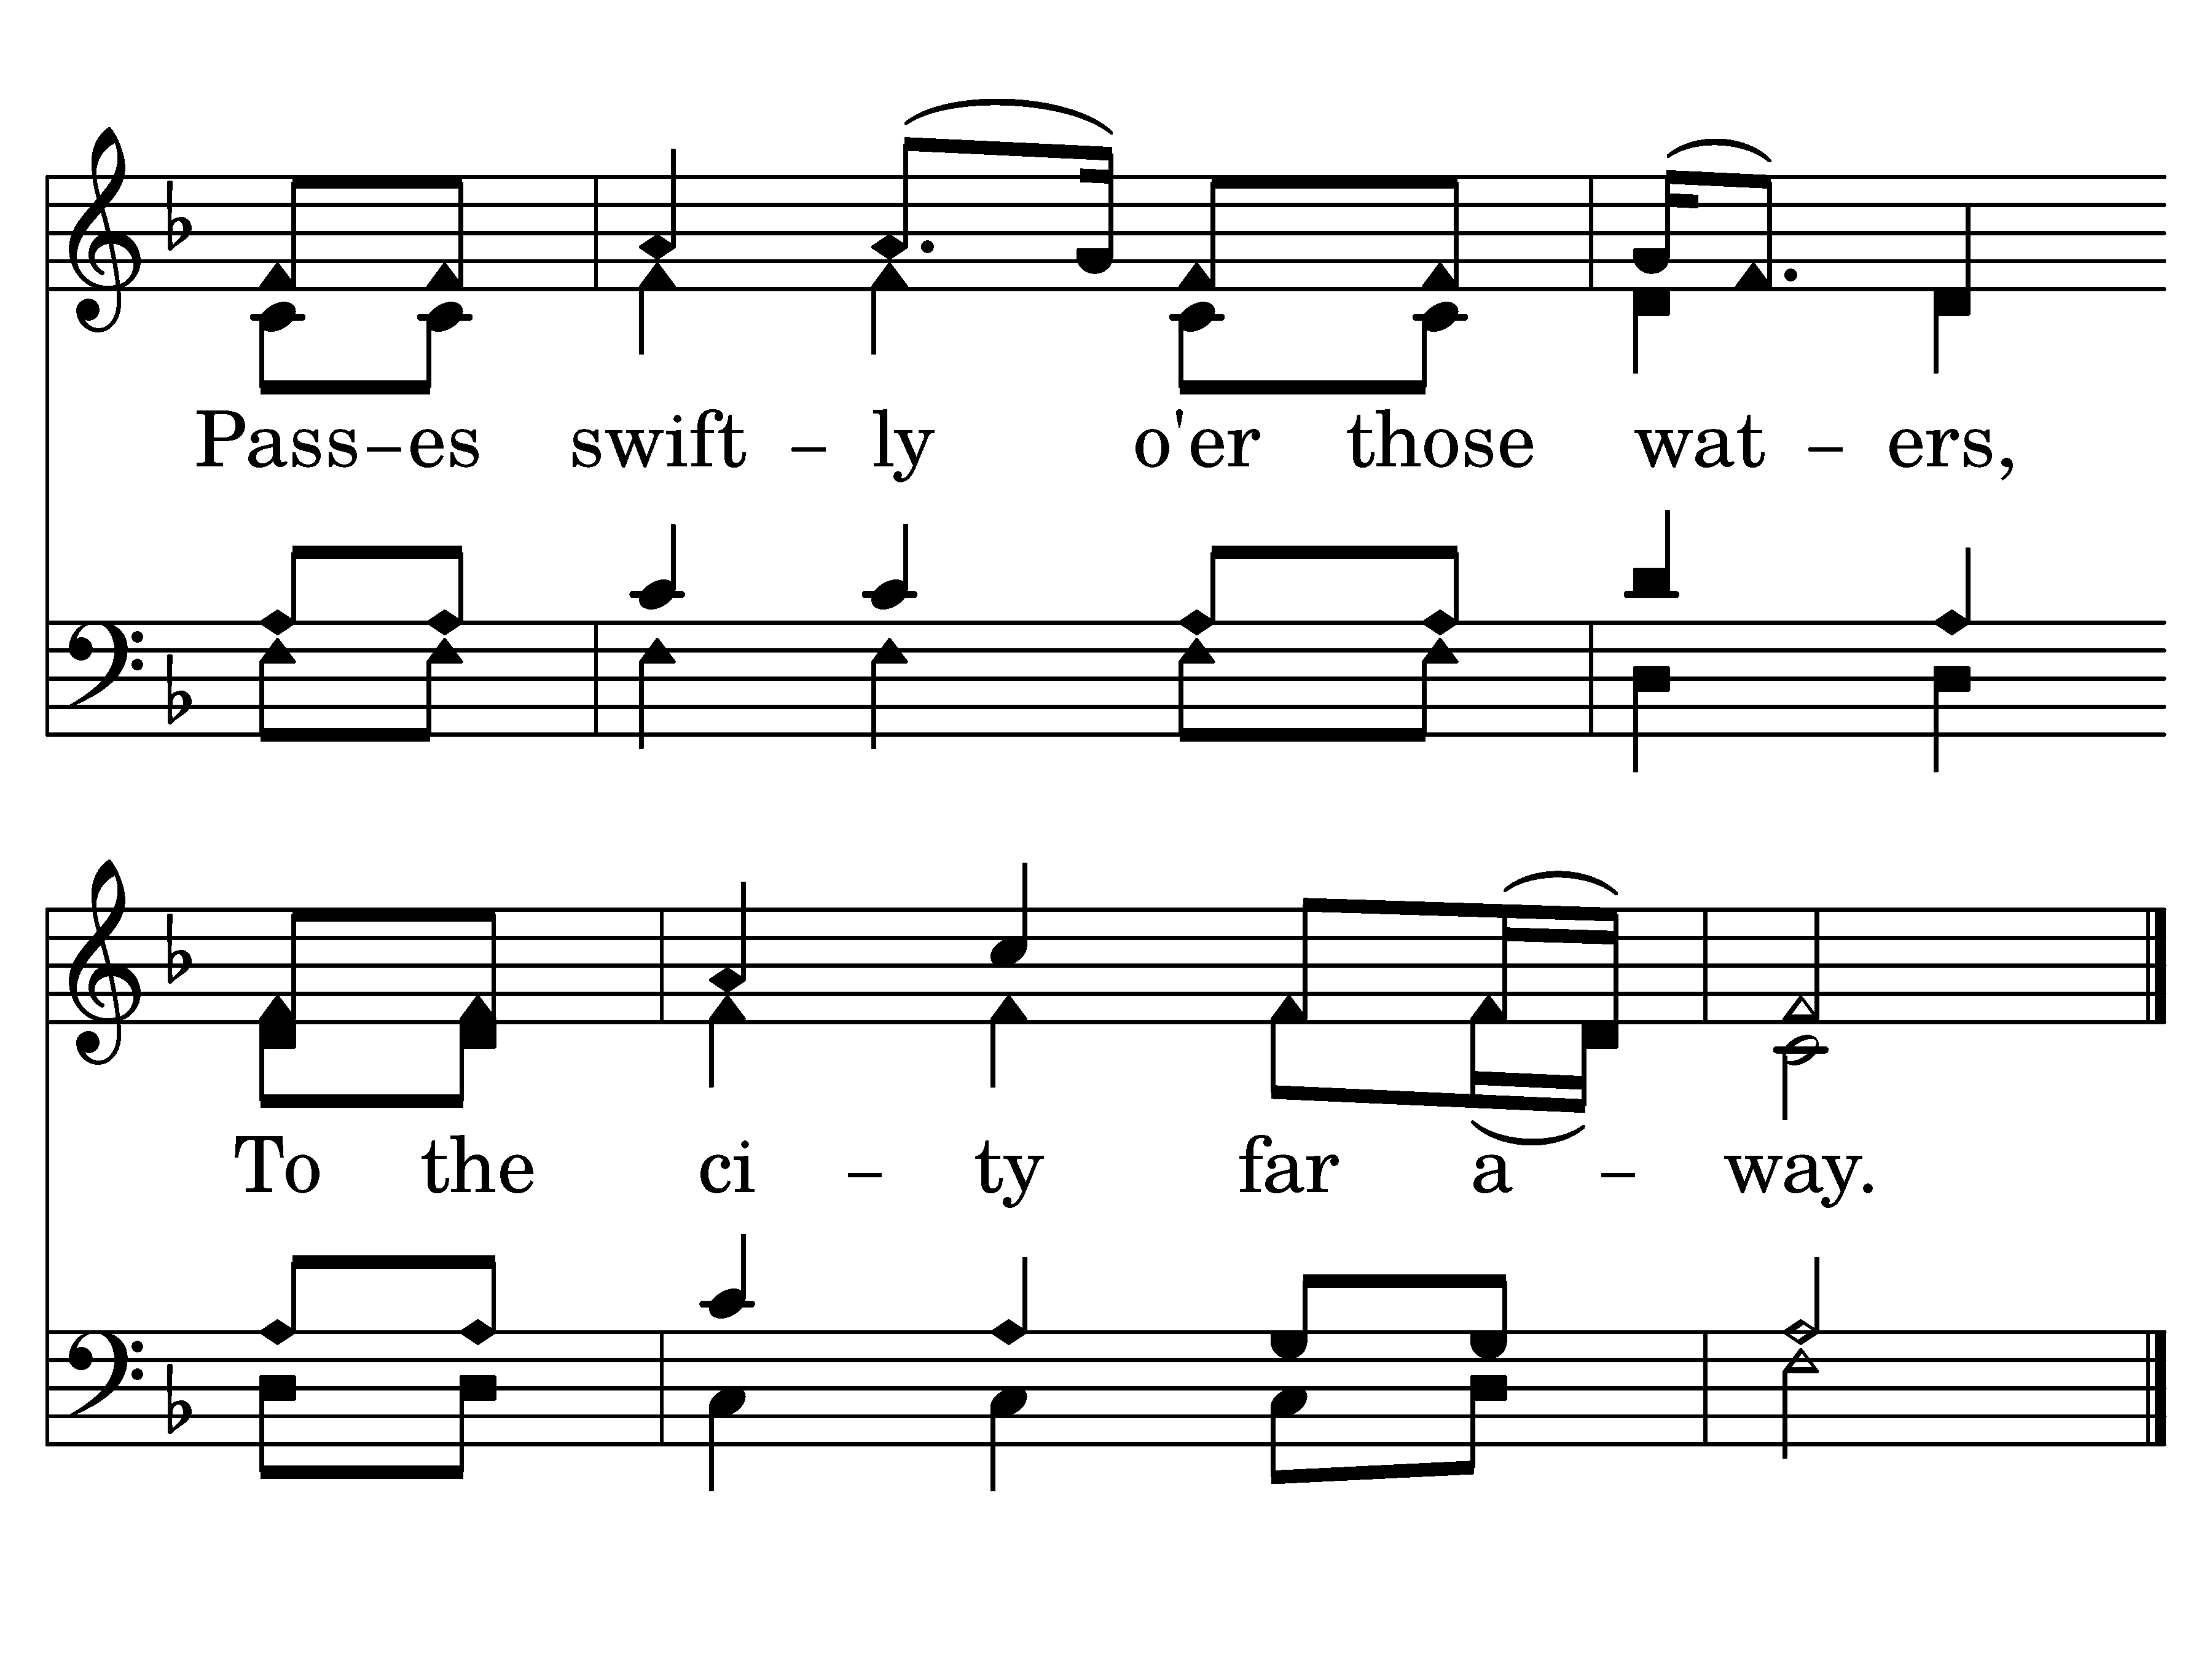 Pass–es swift – ly o'er those wat – ers,
To the ci – ty far a – way.